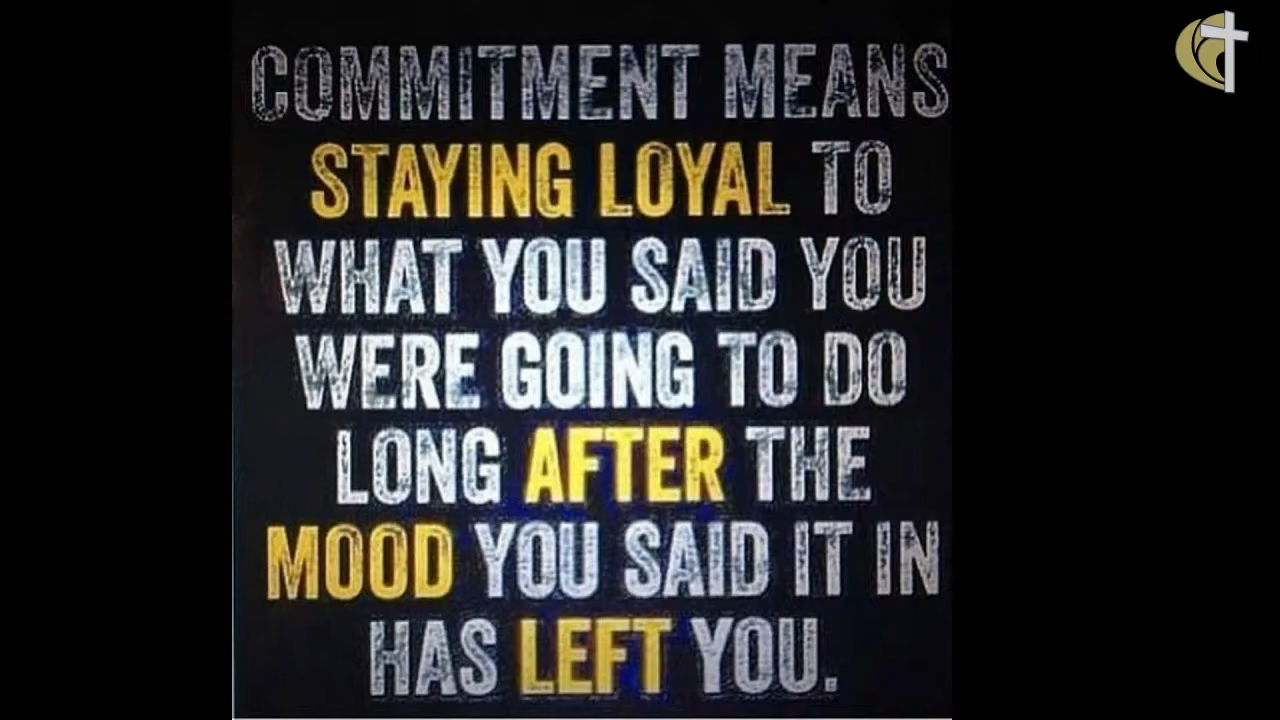 COMMITMENT MEANS
STAYING LOYAL TO
WHAT YOU SAID YOU
WERE GOING TO DO
LONG AFTER THE
MOOD YOU SAID IT IN
HAS LEFT YOU.